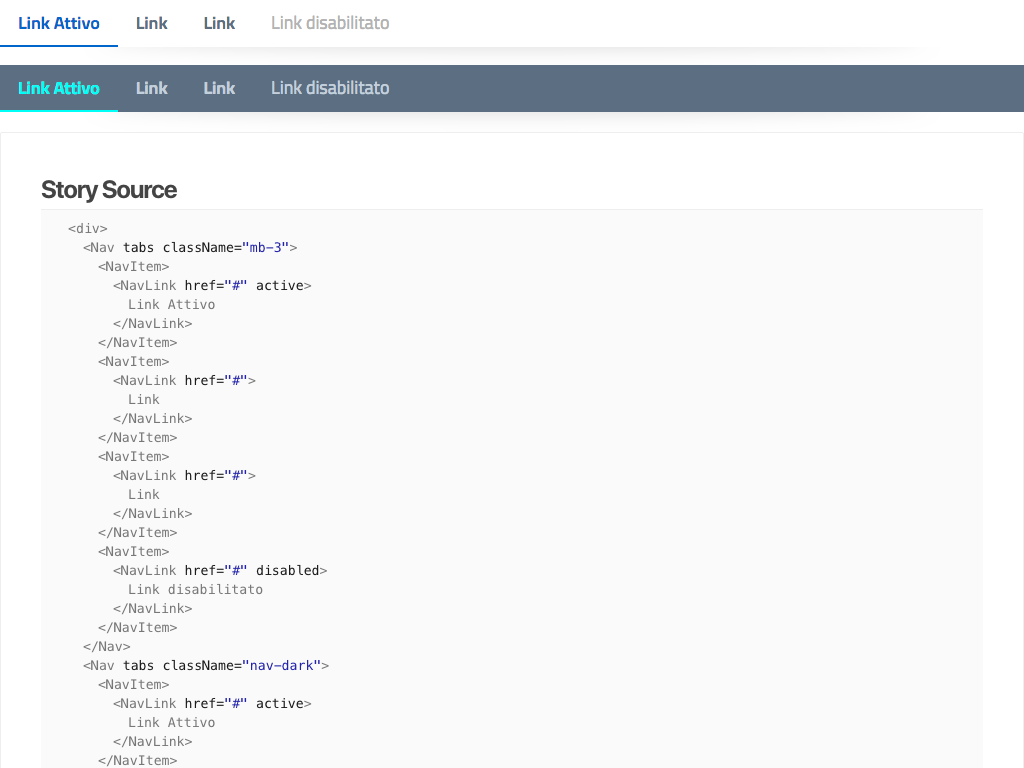 Link Attivo Link Link Link disabilitato
Link Attivo Link Link Link disabilitato
Story Source
<div>
<Nav tabs className="mb-3">
<NavItem>
<NavLink href="#" active>
Link Attivo
</NavLink>
</NavItem>
<NavItem>
<NavLink href="#">
Link
</NavLink>
</NavItem>
<NavItem>
<NavLink href="#">
Link
</NavLink>
</NavItem>
<NavItem>
<NavLink href="#" disabled>
Link disabilitato
</NavLink>
</NavItem>
</Nav>
<Nav tabs className="nav-dark">
<NavItem>
<NavLink href="#" active>
Link Attivo
</NavLink>
</NavItem>